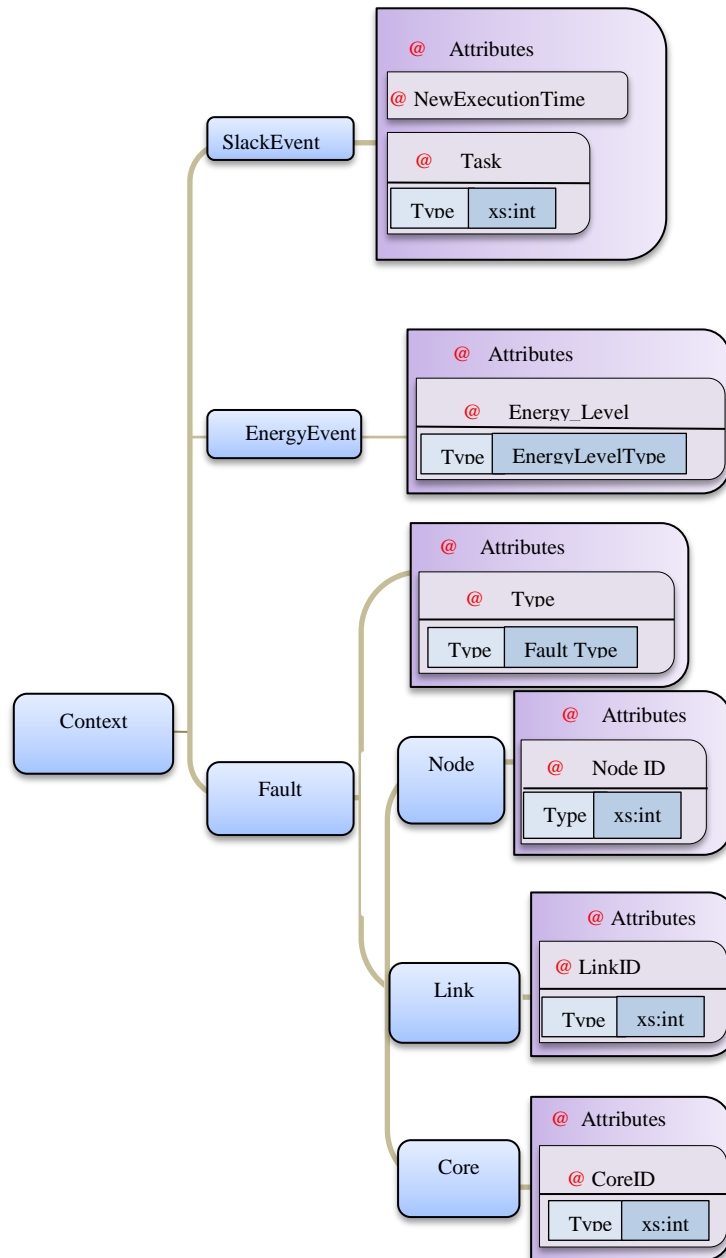 @ Attributes
@ NewExecutionTime
SlackEvent
@ Task
Type xs:int
@ Attributes
@ Energy_Level
EnergyEvent
Type EnergyLevelType
@ Attributes
@ Type
Type Fault Type
Context
@ Attributes
Node
@ Node ID
Fault
Type xs:int
@ Attributes
@ LinkID
Link
Type xs:int
@ Attributes
Core
@ CoreID
Type xs:int